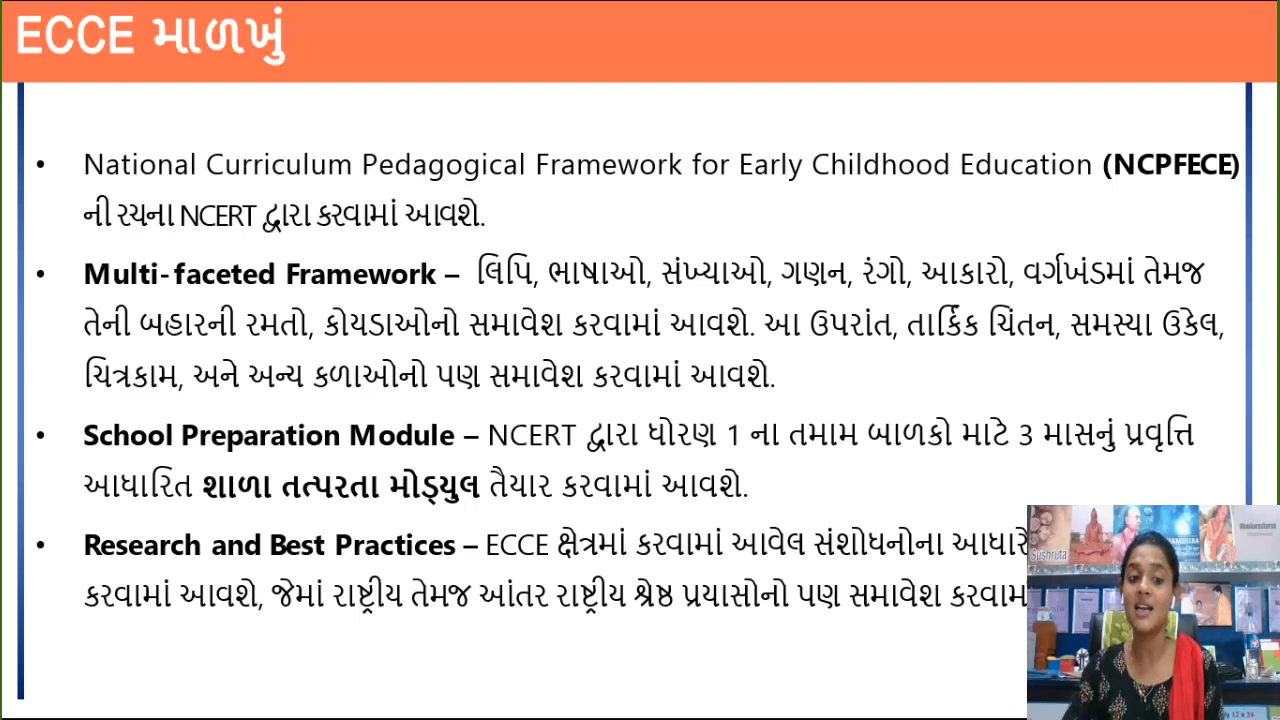 ECCE માળખું
• National Curriculum Pedagogical Framework for Early Childhood Education (NCPFECE)
ની રચના NCERT દ્વારા કરવામાં આવશે.
• Multi-faceted Framework – લિપિ, ભાષાઓ, સંખ્યાઓ, ગણન, રંગો, આકારો, વર્ગખંડમાં તેમજ
તેની બહારની રમતો, કોયડાઓનો સમાવેશ કરવામાં આવશે. આ ઉપરાંત, તાર્કિક ચિંતન, સમસ્યા ઉકેલ,
ચિત્રકામ, અને અન્ય કળાઓનો પણ સમાવેશ કરવામાં આવશે.
• School Preparation Module – NCERT દ્વારા ધોરણ 1 ના તમામ બાળકો માટે 3 માસનું પ્રવૃત્તિ
આધારિત શાળા તત્પરતા મોડ્યુલ તૈયાર કરવામાં આવશે.
• Research and Best Practices – ECCE ક્ષેત્રમાં કરવામાં આવેલ સંશોધનોના આધારે
કરવામાં આવશે, જેમાં રાષ્ટ્રીય તેમજ આંતર રાષ્ટ્રીય શ્રેષ્ઠ પ્રયાસોનો પણ સમાવેશ
Sushruta